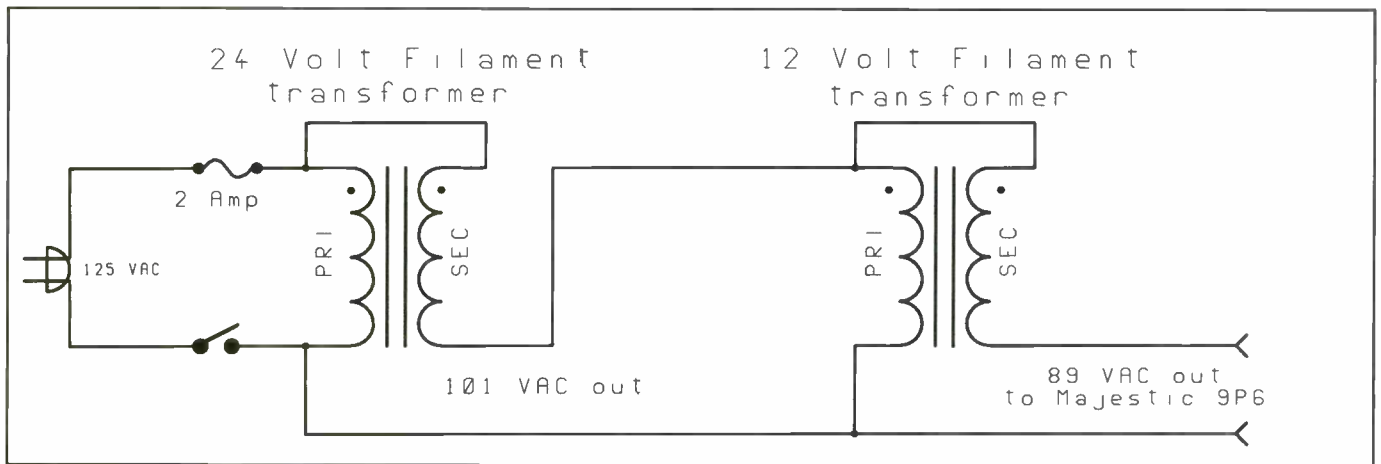 24 Volt Filament
transformer
12 Volt Filament
transformer
2 Amp
PRI
SEC
PRI
SEC
125 VAC
101 VAC out
89 VAC out
to Majestic 9P6